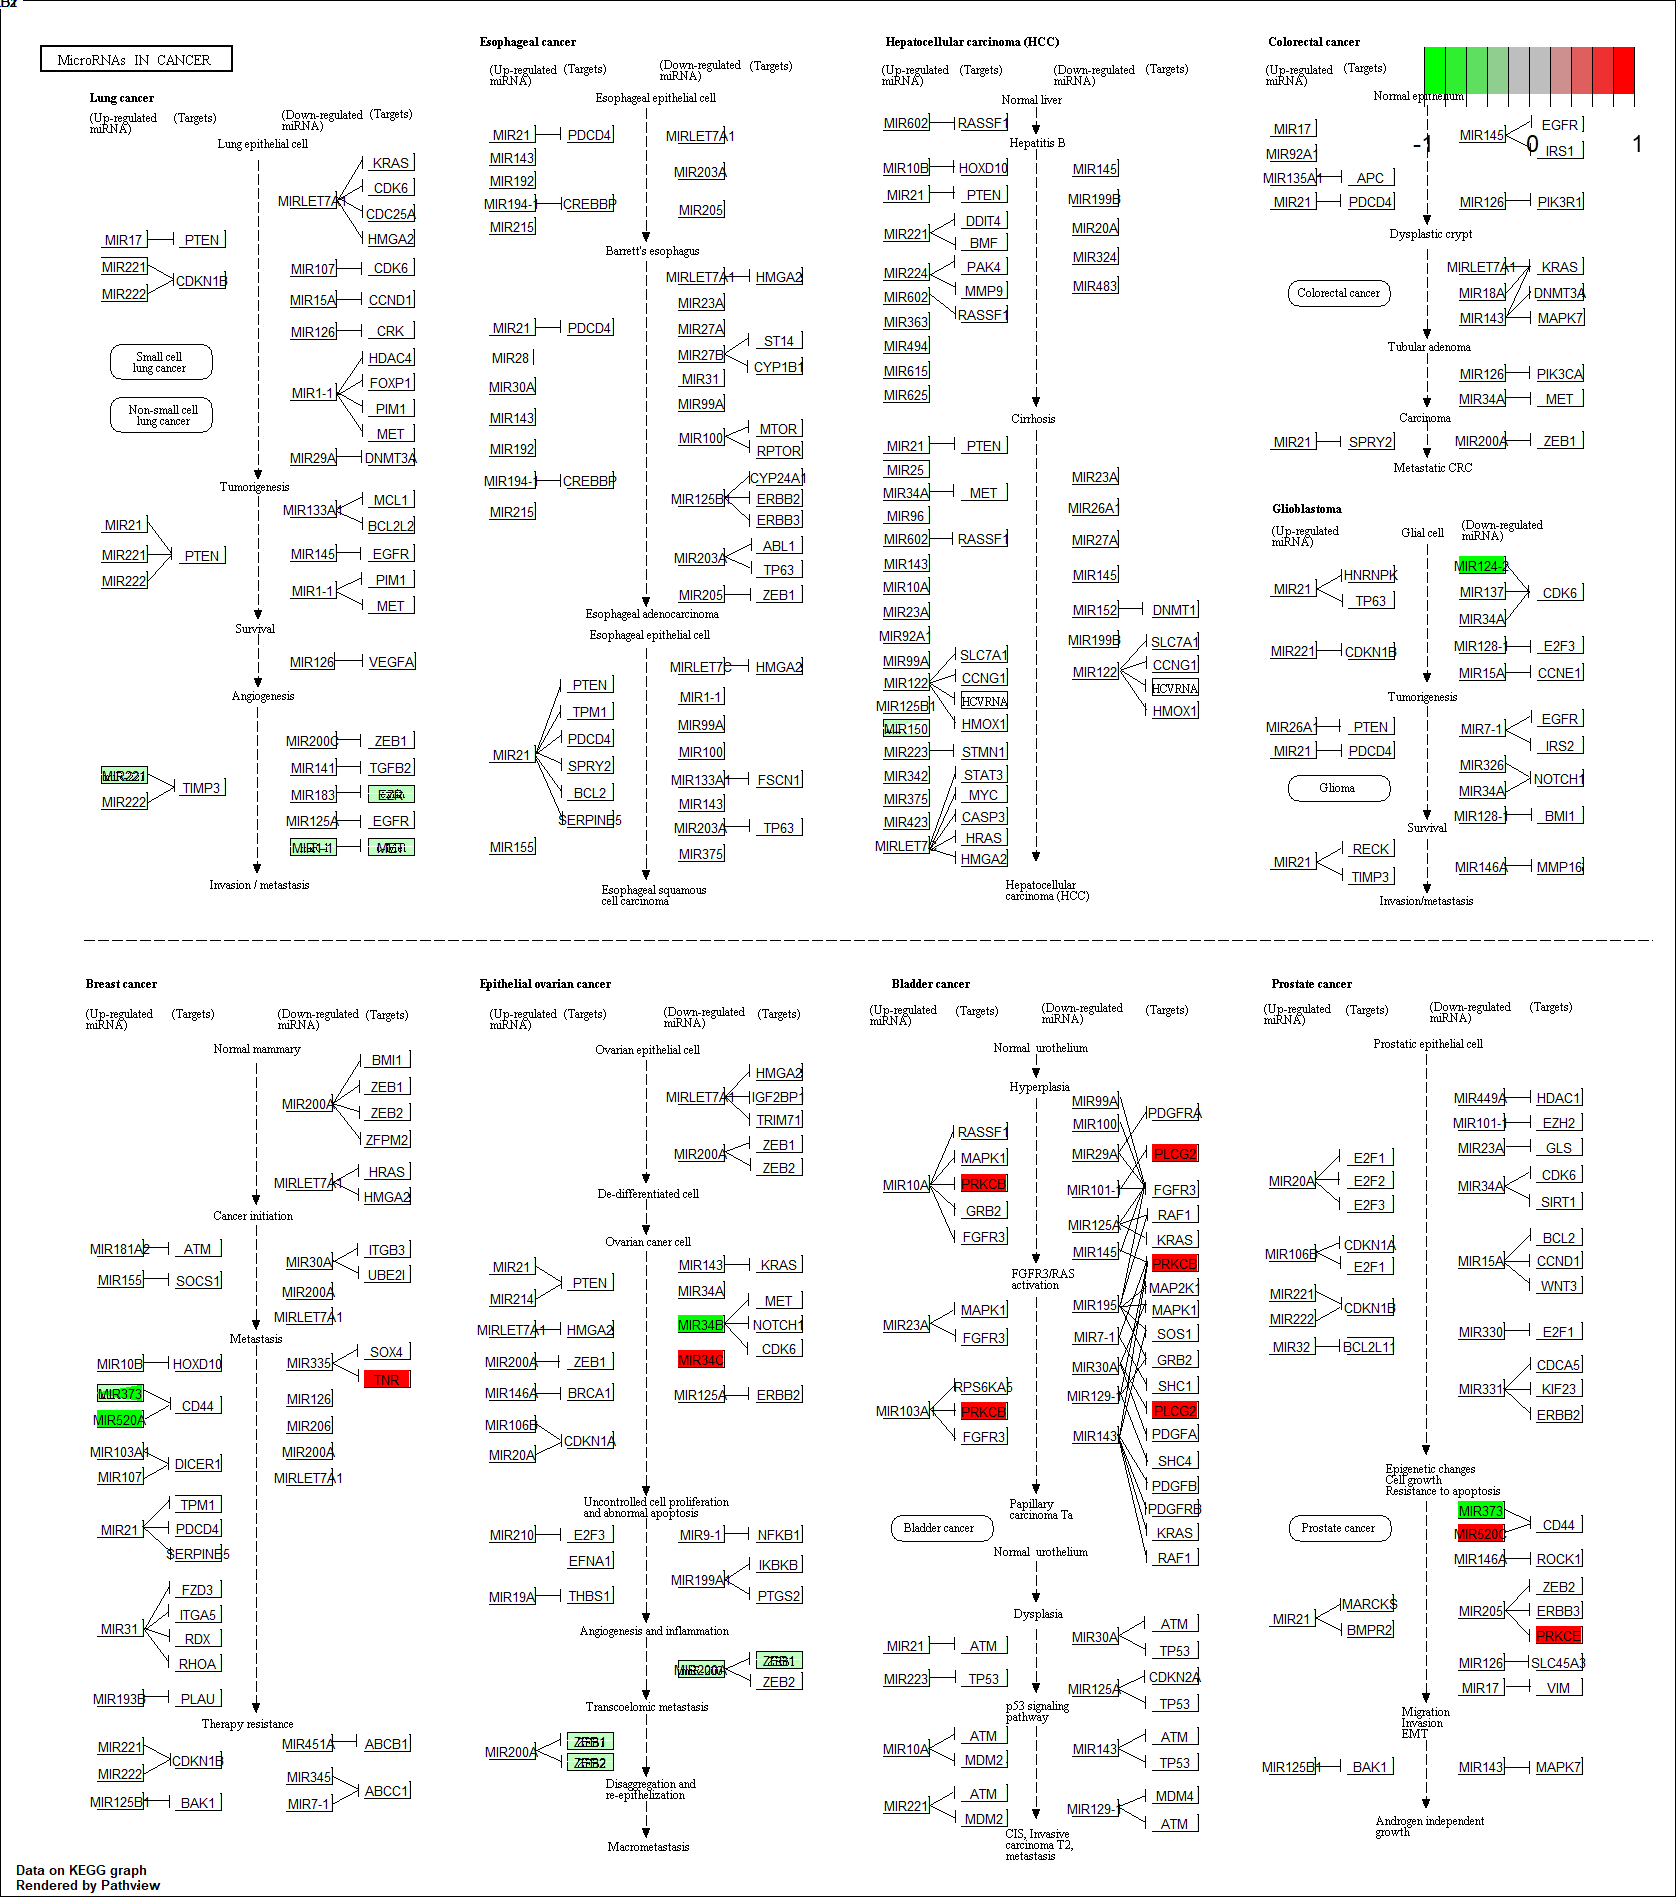 MicroRNAs IN CANCER
Lung cancer
(Up-regulated miRNA)
(Targets)
(Down-regulated miRNA)
(Targets)
Lung epithelial cell
KRAS
CDK6
MIRLET7A1
CDC25A
HMGA2
MIR17
PTEN
MIR221
CDKN1B
MIR222
MIR107
CDK6
MIR15A
CCND1
MIR126
CRK
Small cell
lung cancer
Non-small cell
lung cancer
HDAC4
FOXP1
MIR1-1
PIM1
MET
MIR29A
DNMT3A
Tumorigenesis
MCL1
MIR133A1
BCL2L2
MIR21
MIR221
PTEN
MIR222
MIR145
EGFR
PIM1
MIR1-1
MET
Survival
MIR126
VEGFA
Angiogenesis
MIR200C
ZEB1
MIR141
TGFB2
MIR221
TIMP3
MIR222
MIR183
EZR
MIR125A
EGFR
MIR1-1
MET
Invasion / metastasis
Esophageal cancer
(Up-regulated miRNA)
(Targets)
(Down-regulated miRNA)
(Targets)
Esophageal epithelial cell
MIR21
PDCD4
MIR143
MIR192
MIR194-1
CREBBP
MIR215
MIRLET7A1
MIR203A
MIR205
Barrett's esophagus
MIRLET7A1
HMGA2
MIR23A
MIR21
PDCD4
MIR27A
ST14
MIR28
MIR27B
CYP1B1
MIR30A
MIR31
MIR99A
MIR143
MTOR
MIR100
RPTOR
MIR192
MIR194-1
CREBBP
CYP24A1
MIR125B1
ERBB2
ERBB3
MIR215
ABL1
MIR203A
TP63
MIR205
ZEB1
Esophageal adenocarcinoma
Esophageal epithelial cell
MIRLET7C
HMGA2
PTEN
MIR1-1
TPM1
MIR99A
PDCD4
MIR100
MIR21
SPRY2
MIR133A1
FSCN1
BCL2
MIR143
SERPINB5
MIR203A
TP63
MIR155
MIR375
Esophageal squamous
cell carcinoma
Hepatocellular carcinoma (HCC)
(Up-regulated miRNA)
(Targets)
(Down-regulated miRNA)
(Targets)
Normal liver
MIR602
RASSF1
Hepatitis B
MIR10B
HOXD10
MIR145
MIR21
PTEN
MIR199B
DDIT4
MIR221
BMF
MIR20A
MIR324
PAK4
MIR224
MMP9
MIR483
MIR602
RASSF1
MIR363
MIR494
MIR615
MIR625
Cirrhosis
MIR21
PTEN
MIR25
MIR23A
MIR34A
MET
MIR26A1
MIR96
MIR602
RASSF1
MIR27A
MIR143
MIR145
MIR10A
MIR23A
MIR152
DNMT1
MIR92A1
MIR199B
SLC7A1
MIR99A
SLC7A1
CCNG1
MIR122
CCNG1
MIR122
HCVRNA
HCVRNA
MIR125B1
HMOX1
HMOX1
MIR150
MIR223
STMN1
MIR342
STAT3
MIR375
MYC
MIR423
CASP3
HRAS
HMGA2
Hepatocellular
carcinoma (HCC)
Colorectal cancer
(Up-regulated miRNA)
(Targets)
-1
0
1
MIR17
EGFR
MIR145
IRS1
MIR92A1
MIR135A1
APC
MIR21
PDCD4
MIR126
PIK3R1
Dysplastic crypt
MIRLET7A1
KRAS
Colorectal cancer
MIR18A
DNMT3A
MIR143
MAPK7
Tubular adenoma
MIR126
PIK3CA
MIR34A
MET
Carcinoma
MIR21
SPRY2
MIR200A
ZEB1
Metastatic CRC
Glioblastoma
(Up-regulated miRNA)
(Targets)
Glial cell
(Down-regulated miRNA)
MIR124-2
HNRNPK
MIR21
TP63
MIR137
CDK6
MIR34A
MIR221
CDKN1B
MIR128-1
E2F3
MIR15A
CCNE1
Tumorigenesis
MIR26A1
PTEN
EGFR
MIR7-1
IRS2
MIR21
PDCD4
Glioma
MIR326
NOTCH1
MIR34A
MIR128-1
BMI1
Survival
RECK
MIR21
TIMP3
MIR146A
MMP16
Invasion/metastasis
Breast cancer
(Up-regulated miRNA)
(Targets)
(Down-regulated miRNA)
(Targets)
Normal mammary
BMI1
ZEB1
MIR200A
ZEB2
ZFPM2
HRAS
MIRLET7A1
HMGA2
Cancer initiation
MIR181A2
ATM
ITGB3
MIR30A
UBE2I
MIR155
SOCS1
MIR200A
MIRLET7A1
Metastasis
MIR10B
HOXD10
SOX4
MIR335
TNR
MIR373
CD44
MIR520A
MIR126
MIR206
MIR103A1
DICER1
MIR107
MIR200A
MIRLET7A1
TPM1
MIR21
PDCD4
SERPINB5
FZD3
ITGA5
MIR31
RDX
RHOA
MIR193B
PLAU
Therapy resistance
MIR221
CDKN1B
MIR222
MIR451A
ABCB1
MIR345
ABCC1
MIR7-1
MIR125B1
BAK1
Epithelial ovarian cancer
(Up-regulated miRNA)
(Targets)
(Down-regulated miRNA)
(Targets)
Ovarian epithelial cell
HMGA2
MIRLET7A1
IGF2BP1
TRIM71
ZEB1
MIR200A
ZEB2
De-differentiated cell
Ovarian caner cell
MIR21
PTEN
MIR214
MIR143
KRAS
MIR34A
MET
MIRLET7A1
HMGA2
MIR34B
NOTCH1
CDK6
MIR200A
ZEB1
MIR34C
MIR146A
BRCA1
MIR125A
ERBB2
MIR106B
CDKN1A
MIR20A
Uncontrolled cell proliferation
and abnormal apoptosis
MIR210
E2F3
MIR9-1
NFKB1
EFNA1
IKBKB
MIR199A1
PTGS2
MIR19A
THBS1
Angiogenesis and inflammation
MIR200A
ZEB1
ZEB2
Transcoelomic metastasis
MIR200A
ZEB1
ZEB2
Disaggregation and
re-epithelization
Macrometastasis
Bladder cancer
(Up-regulated miRNA)
(Targets)
(Down-regulated miRNA)
(Targets)
Normal urothelium
Hyperplasia
MIR99A
PDGFRA
MIR100
RASSF1
MAPK1
MIR29A
PLCG2
MIR10A
PRKCB
MIR101-1
FGFR3
GRB2
RAF1
FGFR3
MIR125A
KRAS
MIR145
PRKCB
FGFR3/RAS
activation
MAP2K1
MIR195
MAPK1
MAPK1
MIR23A
FGFR3
MIR7-1
SOS1
GRB2
MIR30A
SHC1
RPS6KA5
MIR129-1
MIR103A1
PRKCB
PLCG2
FGFR3
MIR143
PDGFA
SHC4
PDGFB
Papillary
carcinoma Ta
PDGFRB
Bladder cancer
KRAS
Normal urothelium
RAF1
Dysplasia
ATM
MIR30A
TP53
MIR21
ATM
MIR223
TP53
CDKN2A
MIR125A
TP53
p53 signaling
pathway
ATM
MIR10A
MDM2
ATM
MIR143
TP53
ATM
MIR221
MDM2
MDM4
MIR129-1
ATM
CIS, Invasive
carcinoma T2,
metastasis
Prostate cancer
(Up-regulated miRNA)
(Targets)
(Down-regulated miRNA)
(Targets)
Prostatic epithelial cell
MIR449A
HDAC1
MIR101-1
EZH2
MIR23A
GLS
E2F1
MIR20A
E2F2
E2F3
CDK6
MIR34A
SIRT1
CDKN1A
MIR106B
E2F1
BCL2
MIR15A
CCND1
WNT3
MIR221
CDKN1B
MIR222
MIR32
BCL2L11
MIR330
E2F1
CDCA5
MIR331
KIF23
ERBB2
Epigenetic changes
Cell growth
Resistance to apoptosis
MIR373
CD44
MIR520C
Prostate cancer
MIR146A
ROCK1
ZEB2
MIR205
ERBB3
PRKCE
MARCKS
MIR21
BMPR2
MIR126
SLC45A3
MIR17
VIM
Migration
Invasion
EMT
MIR125B1
BAK1
MIR143
MAPK7
Androgen independent
growth
Data on KEGG graph
Rendered by Pathview